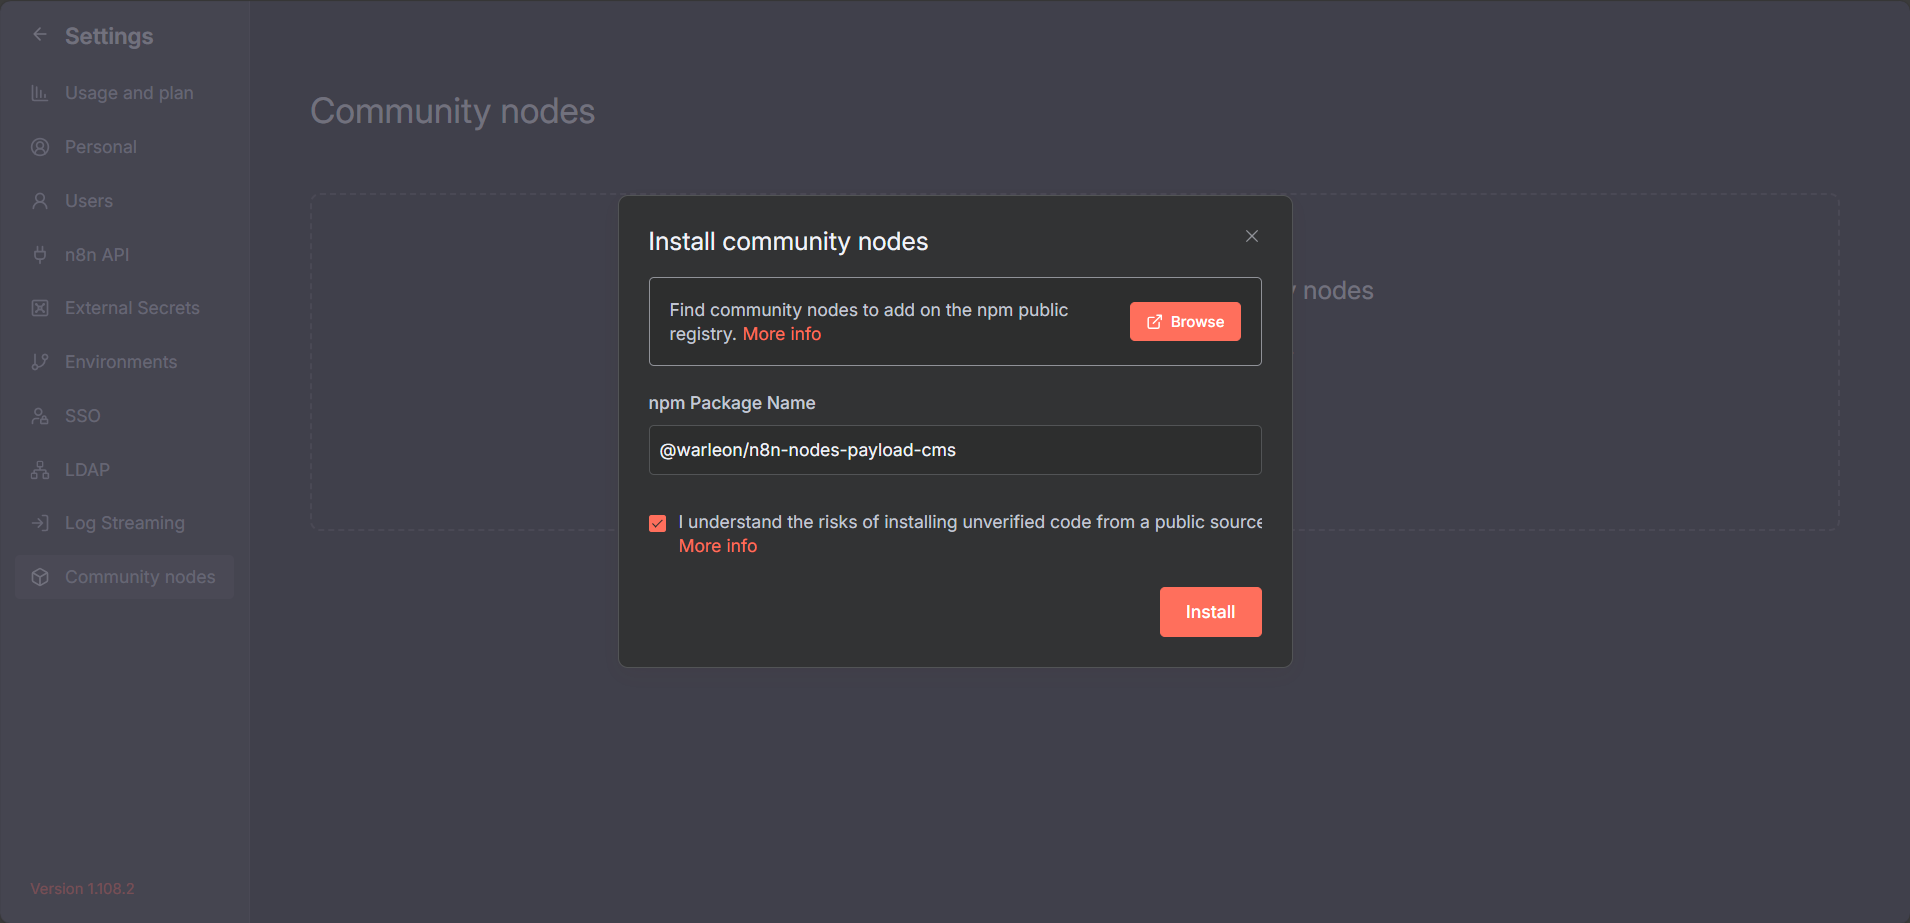 Settings
Usage and plan
Personal
Users
n8n API
External Secrets
Environments
SSO
LDAP
Log Streaming
Community nodes
Version 1.108.2
Community nodes
nodes
Install community nodes
Find community nodes to add on the npm public
registry. More info
Browse
npm Package Name
@warleon/n8n-nodes-payload-cms
I understand the risks of installing unverified code from a public source
More info
Install